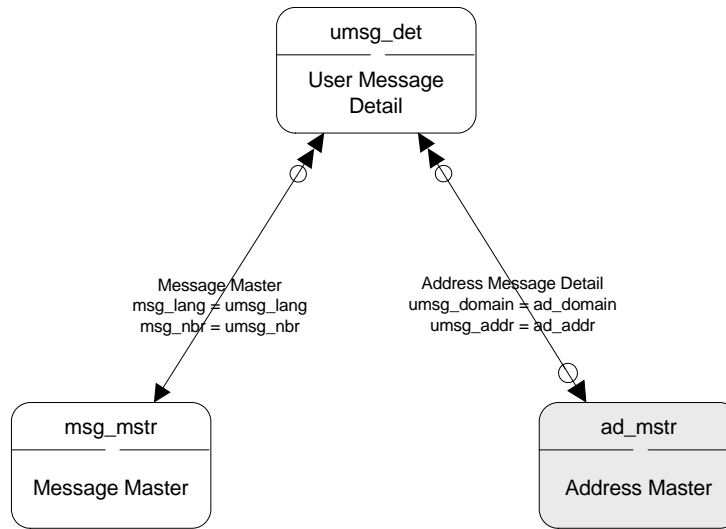 umsg_det
User Message
Detail
Message Master
msg_lang = umsg_lang
msg_nbr = umsg_nbr
Address Message Detail
umsg_domain = ad_domain
umsg_addr = ad_addr
msg_mstr
Message Master
ad_mstr
Address Master